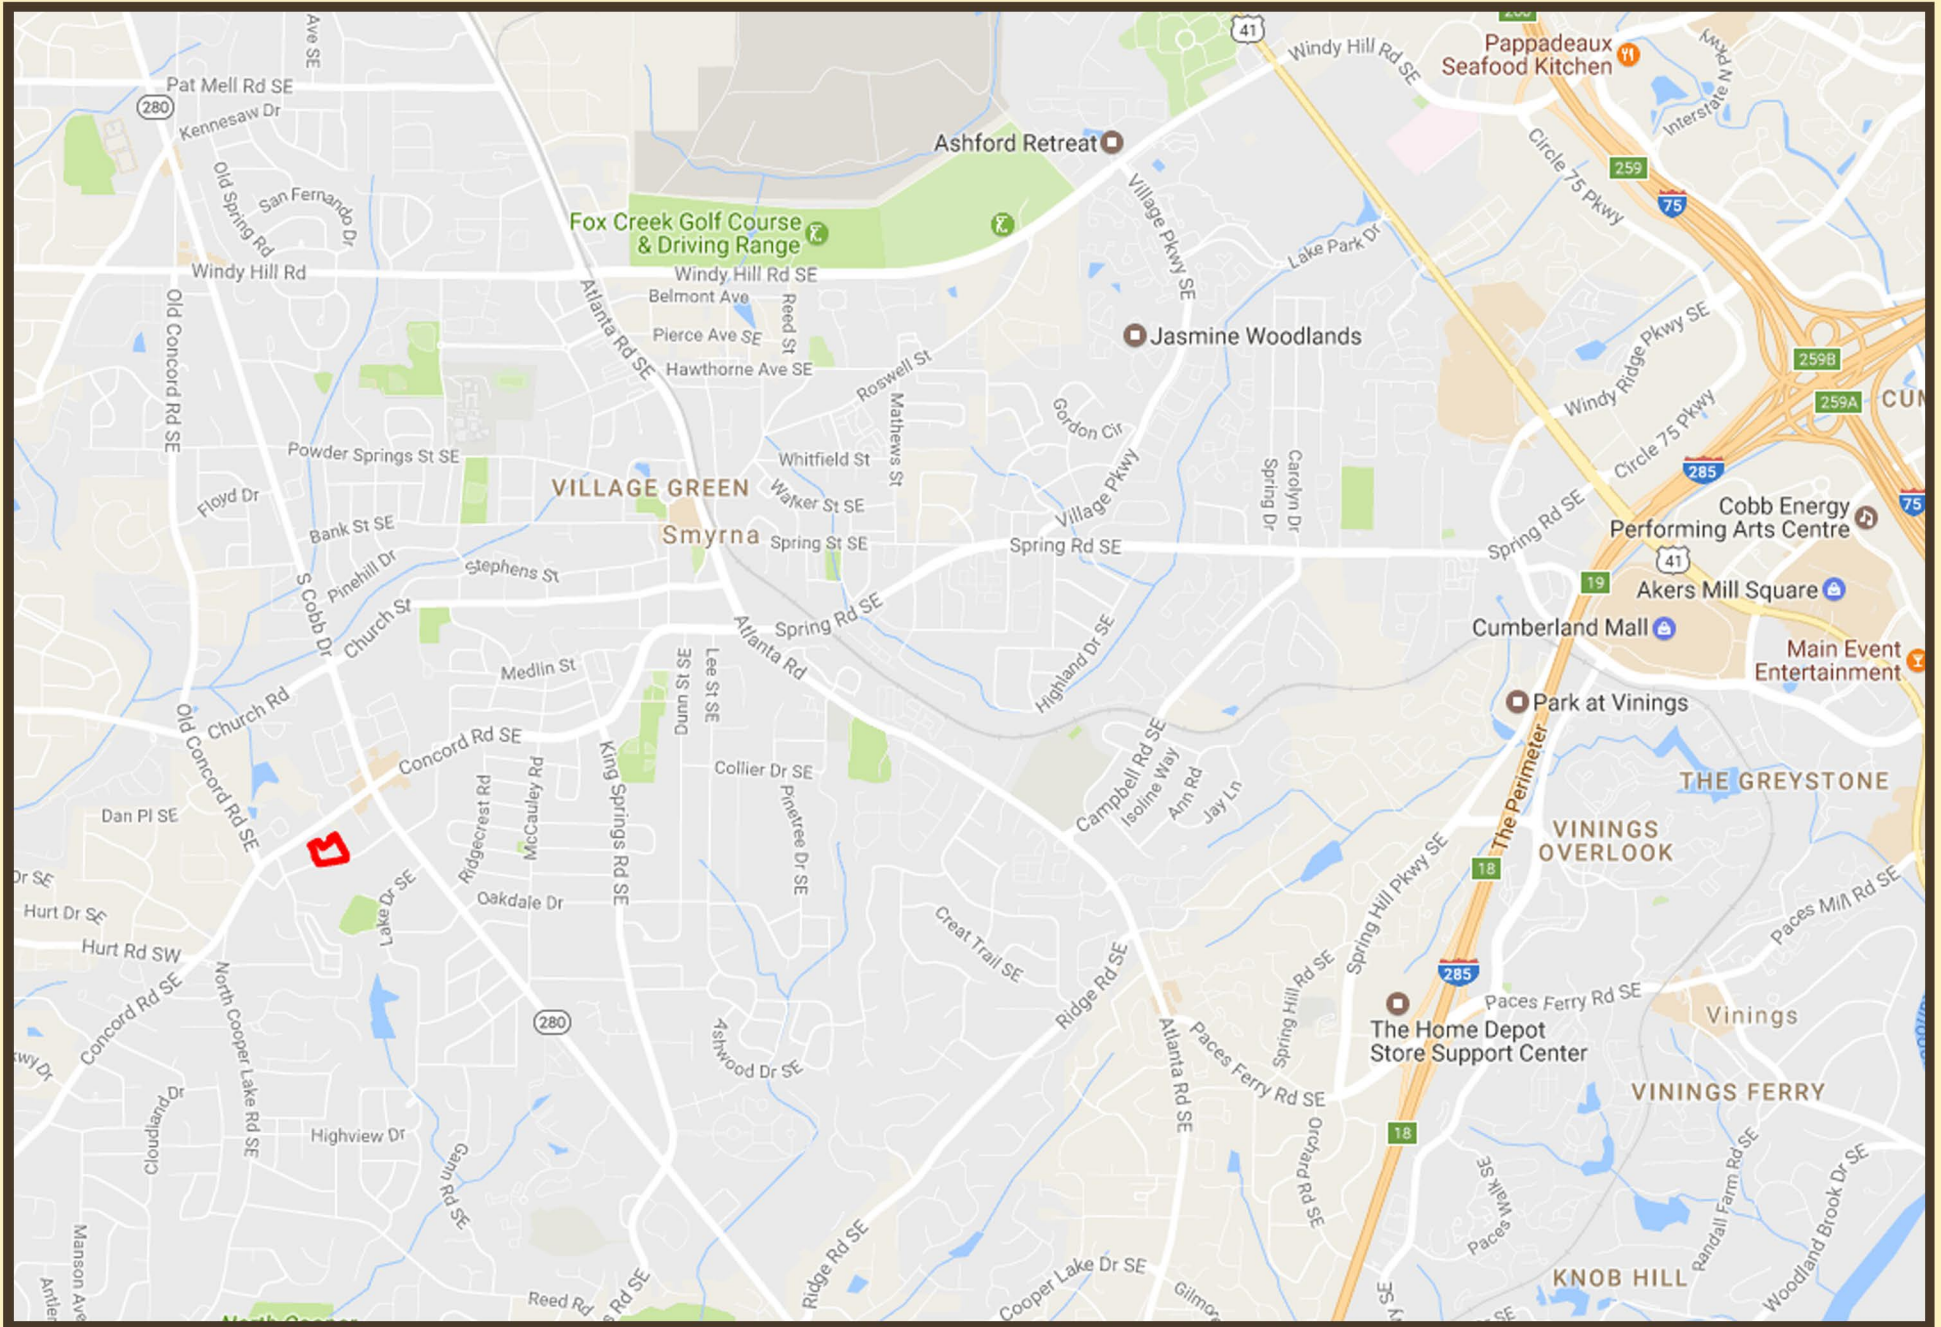 Ave SE
41
Windy Hill Rd SE
Pappadeaux
Seafood Kitchen
N Pkwy
Interstate N Pkwy
Pat Mell Rd SE
280
Kennesaw Dr
Ashford Retreat
259
75
Circle 75 Pkwy
Old Spring Rd
San Fernando Dr
Fox Creek Golf Course
& Driving Range
Village Pkwy SE
Lake Park Dr
Windy Hill Rd
Windy Hill Rd SE
Old Concord Rd SE
Atlanta Rd SE
Belmont Ave
Reed St
Pierce Ave SE
Hawthorne Ave SE
Jasmine Woodlands
Windy Ridge Pkwy SE
259B
259A
Roswell St
Mathews St
Gordon Cir
Circle 75 Pkwy
Powder Springs St SE
Whitfield St
VILLAGE GREEN
Walker St SE
Village Pkwy
Spring Dr
Carolyn Dr
285
75
Floyd Dr
Bank St SE
Smyrna
Spring St SE
Spring Rd SE
Spring Rd SE
Cobb Energy
Performing Arts Centre
41
Pinehill Dr
Stephens St
19
Akers Mill Square
S Cobb Dr
Church St
Cumberland Mall
Spring Rd SE
Atlanta Rd
Highland Dr SE
Main Event
Entertainment
Medlin St
Dunn St SE
Lee St SE
Church Rd
Park at Vinings
Old Concord Rd SE
Concord Rd SE
King Springs Rd SE
Collier Dr SE
Campbell Rd SE
Isoline Way
Ann Rd
Jay Ln
The Perimeter
THE GREYSTONE
Dan Pl SE
Ridgecrest Rd
McCauley Rd
Pinetree Dr SE
VININGS
OVERLOOK
18
Dr SE
Lake Dr SE
Oakdale Dr
Spring Hill Pkwy SE
Paces Mill Rd SE
Hurt Dr SE
Hurt Rd SW
Creat Trail SE
Ridge Rd SE
Spring Hill Rd SE
285
Concord Rd SE
North Cooper Lake Rd SE
280
Paces Ferry Rd SE
Vinings
The Home Depot
Store Support Center
Ashwood Dr SE
Atlanta Rd SE
Paces Ferry Rd SE
VININGS FERRY
Cloudland Dr
Highview Dr
Gann Rd SE
Orchard Rd SE
18
Paces Walk SE
Randall Farm Rd SE
Woodland Brook Dr SE
Manson Ave
Ridge Rd SE
Cooper Lake Dr SE
KNOB HILL
Reed Rd
Rd SE